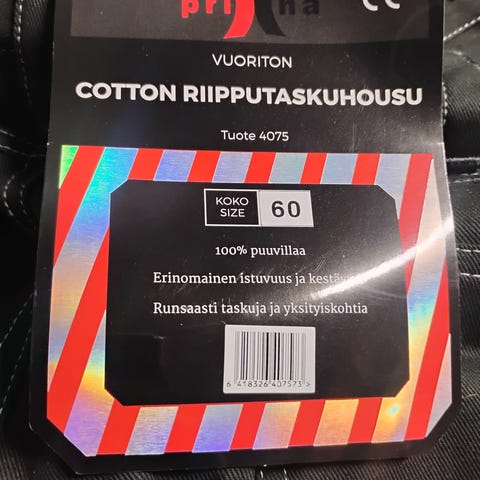 CE
VUORITON
COTTON RIIPPUTASKUHOUSU
Tuote 4075
KOKO
SIZE
60
100% puuvillaa
Erinomainen istuvuus ja
Runsaasti taskuja ja yksityiskohtia
6 418326 407573 >